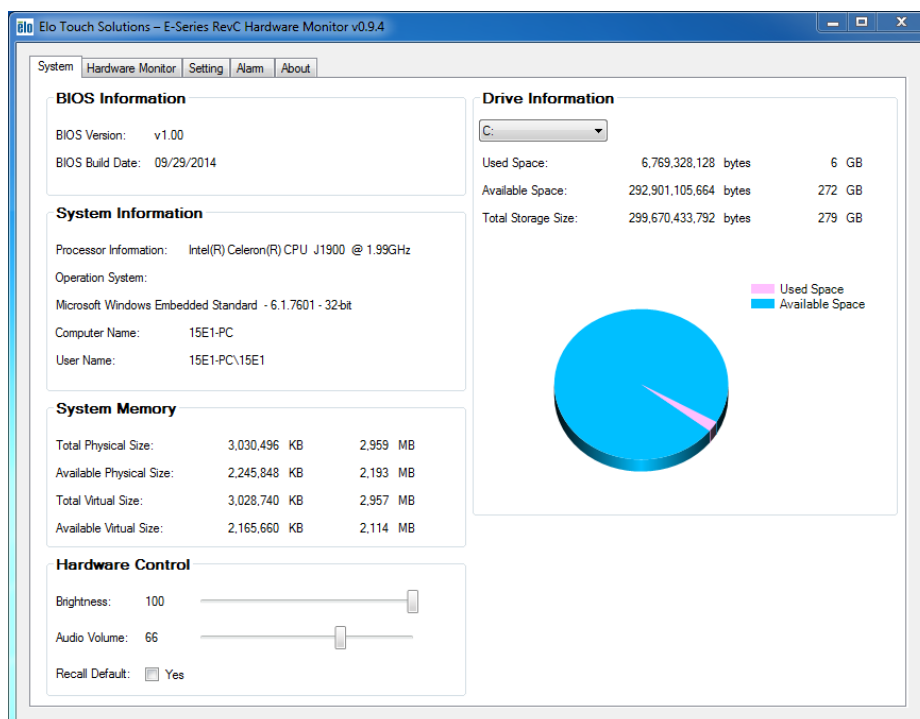 elo Elo Touch Solutions – E-Series RevC Hardware Monitor v0.9.4
System Hardware Monitor Setting Alarm About
BIOS Information
BIOS Version: v1.00
BIOS Build Date: 09/29/2014
System Information
Processor Information: Intel(R) Celeron(R) CPU J1900 @ 1.99GHz
Operation System:
Microsoft Windows Embedded Standard - 6.1.7601 - 32-bit
Computer Name: 15E1-PC
User Name: 15E1-PC\15E1
System Memory
Total Physical Size: 3,030,496 KB 2,959 MB
Available Physical Size: 2,245,848 KB 2,193 MB
Total Virtual Size: 3,028,740 KB 2,957 MB
Available Virtual Size: 2,165,660 KB 2,114 MB
Hardware Control
Brightness: 100
Audio Volume: 66
Recall Default: Yes
Drive Information
C:
Used Space: 6,769,328,128 bytes 6 GB
Available Space: 292,901,105,664 bytes 272 GB
Total Storage Size: 299,670,433,792 bytes 279 GB
Used Space
Available Space